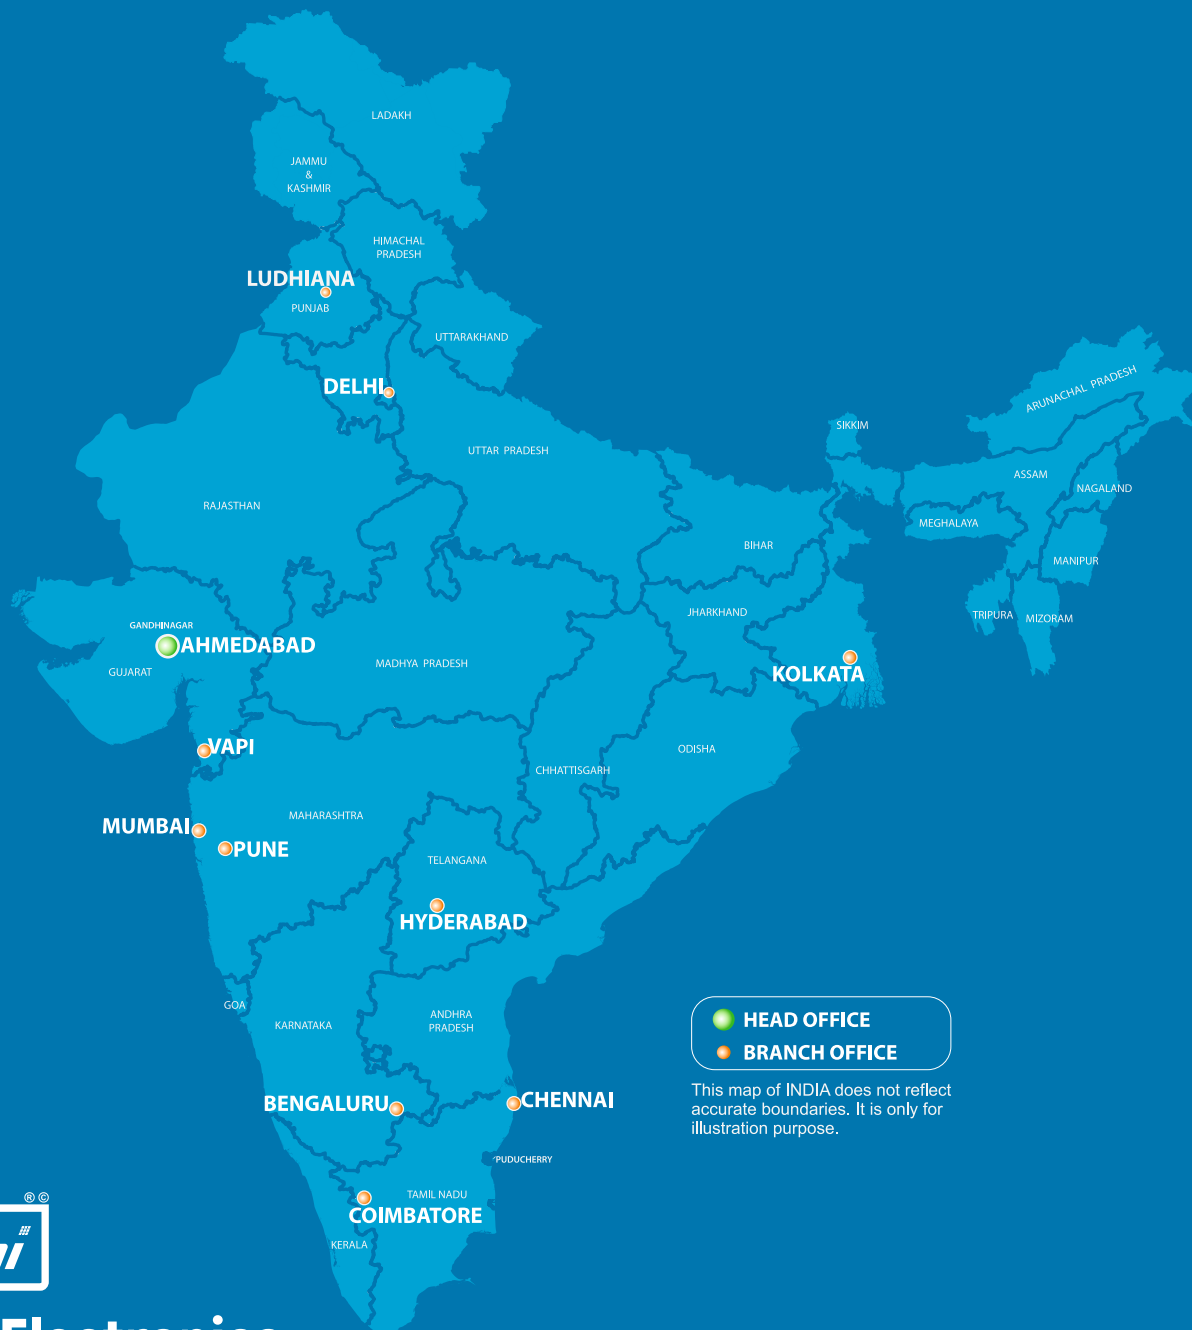 LADAKH
JAMMU
&
KASHMIR
HIMACHAL
PRADESH
LUDHIANA
PUNJAB
UTTARAKHAND
DELHI
ARUNACHAL PRADESH
SIKKIM
UTTAR PRADESH
ASSAM
NAGALAND
RAJASTHAN
MEGHALAYA
BIHAR
MANIPUR
JHARKHAND
TRIPURA
MIZORAM
GANDHINAGAR
AHMEDABAD
GUJARAT
MADHYA PRADESH
KOLKATA
VAPI
ODISHA
CHHATTISGARH
MAHARASHTRA
MUMBAI
PUNE
TELANGANA
HYDERABAD
GOA
KARNATAKA
ANDHRA
PRADESH
HEAD OFFICE
BRANCH OFFICE
This map of INDIA does not reflect
accurate boundaries. It is only for
illustration purpose.
BENGALURU
CHENNAI
PUDUCHERRY
TAMIL NADU
COIMBATORE
KERALA
® ©
Electronics